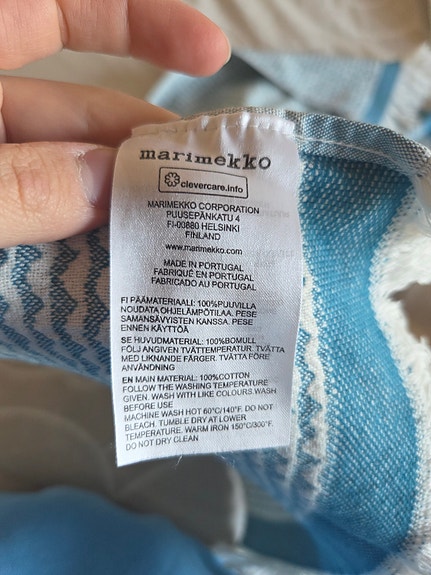 marimekko
clevercare.info
MARIMEKKO CORPORATION
PUUSEPÄNKATU 4
FI-00880 HELSINKI
FINLAND
www.marimekko.com
MADE IN PORTUGAL
FABRIQUÉ EN PORTUGAL
FABRICADO AU PORTUGAL
FI PÄÄMATERIAALI: 100%PUUVILLA
NOUDATA OHJELÄMPÖTILAA. PESE
SAMANSÄVYISTEN KANSSA. PESE
ENNEN KÄYTTÖÄ
SE HUVUDMATERIAL: 100%BOMULL
FÖLJ ANGIVEN TVÄTTEMPERATUR. TVÄTTA
MED LIKNANDE FÄRGER. TVÄTTA FÖRE
ANVÄNDNING
EN MAIN MATERIAL: 100%COTTON
FOLLOW THE WASHING TEMPERATURE
GIVEN. WASH WITH LIKE COLOURS.WASH
BEFORE USE
MACHINE WASH HOT 60°C/140°F. DO NOT
BLEACH. TUMBLE DRY AT LOWER
TEMPERATURE. WARM IRON 150°C/300°F.
DO NOT DRY CLEAN